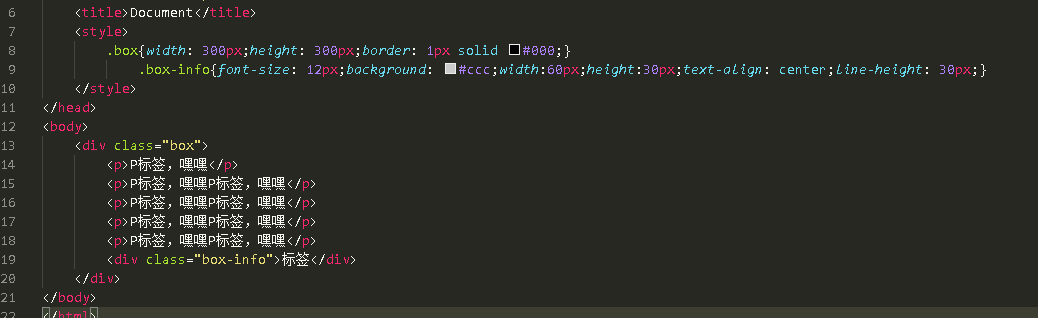 6 <title>Document</title>
7 <style>
8 .box{width: 300px;height: 300px;border: 1px solid #000;}
9 .box-info{font-size: 12px;background: #ccc;width:60px;height:30px;text-align: center;line-height: 30px;}
10 </style>
11 </head>
12 <body>
13 <div class="box">
14 <p>P标签，嘿嘿</p>
15 <p>P标签，嘿嘿P标签，嘿嘿</p>
16 <p>P标签，嘿嘿P标签，嘿嘿</p>
17 <p>P标签，嘿嘿P标签，嘿嘿</p>
18 <p>P标签，嘿嘿P标签，嘿嘿</p>
19 <div class="box-info">标签</div>
20 </div>
21 </body>
22 </html>